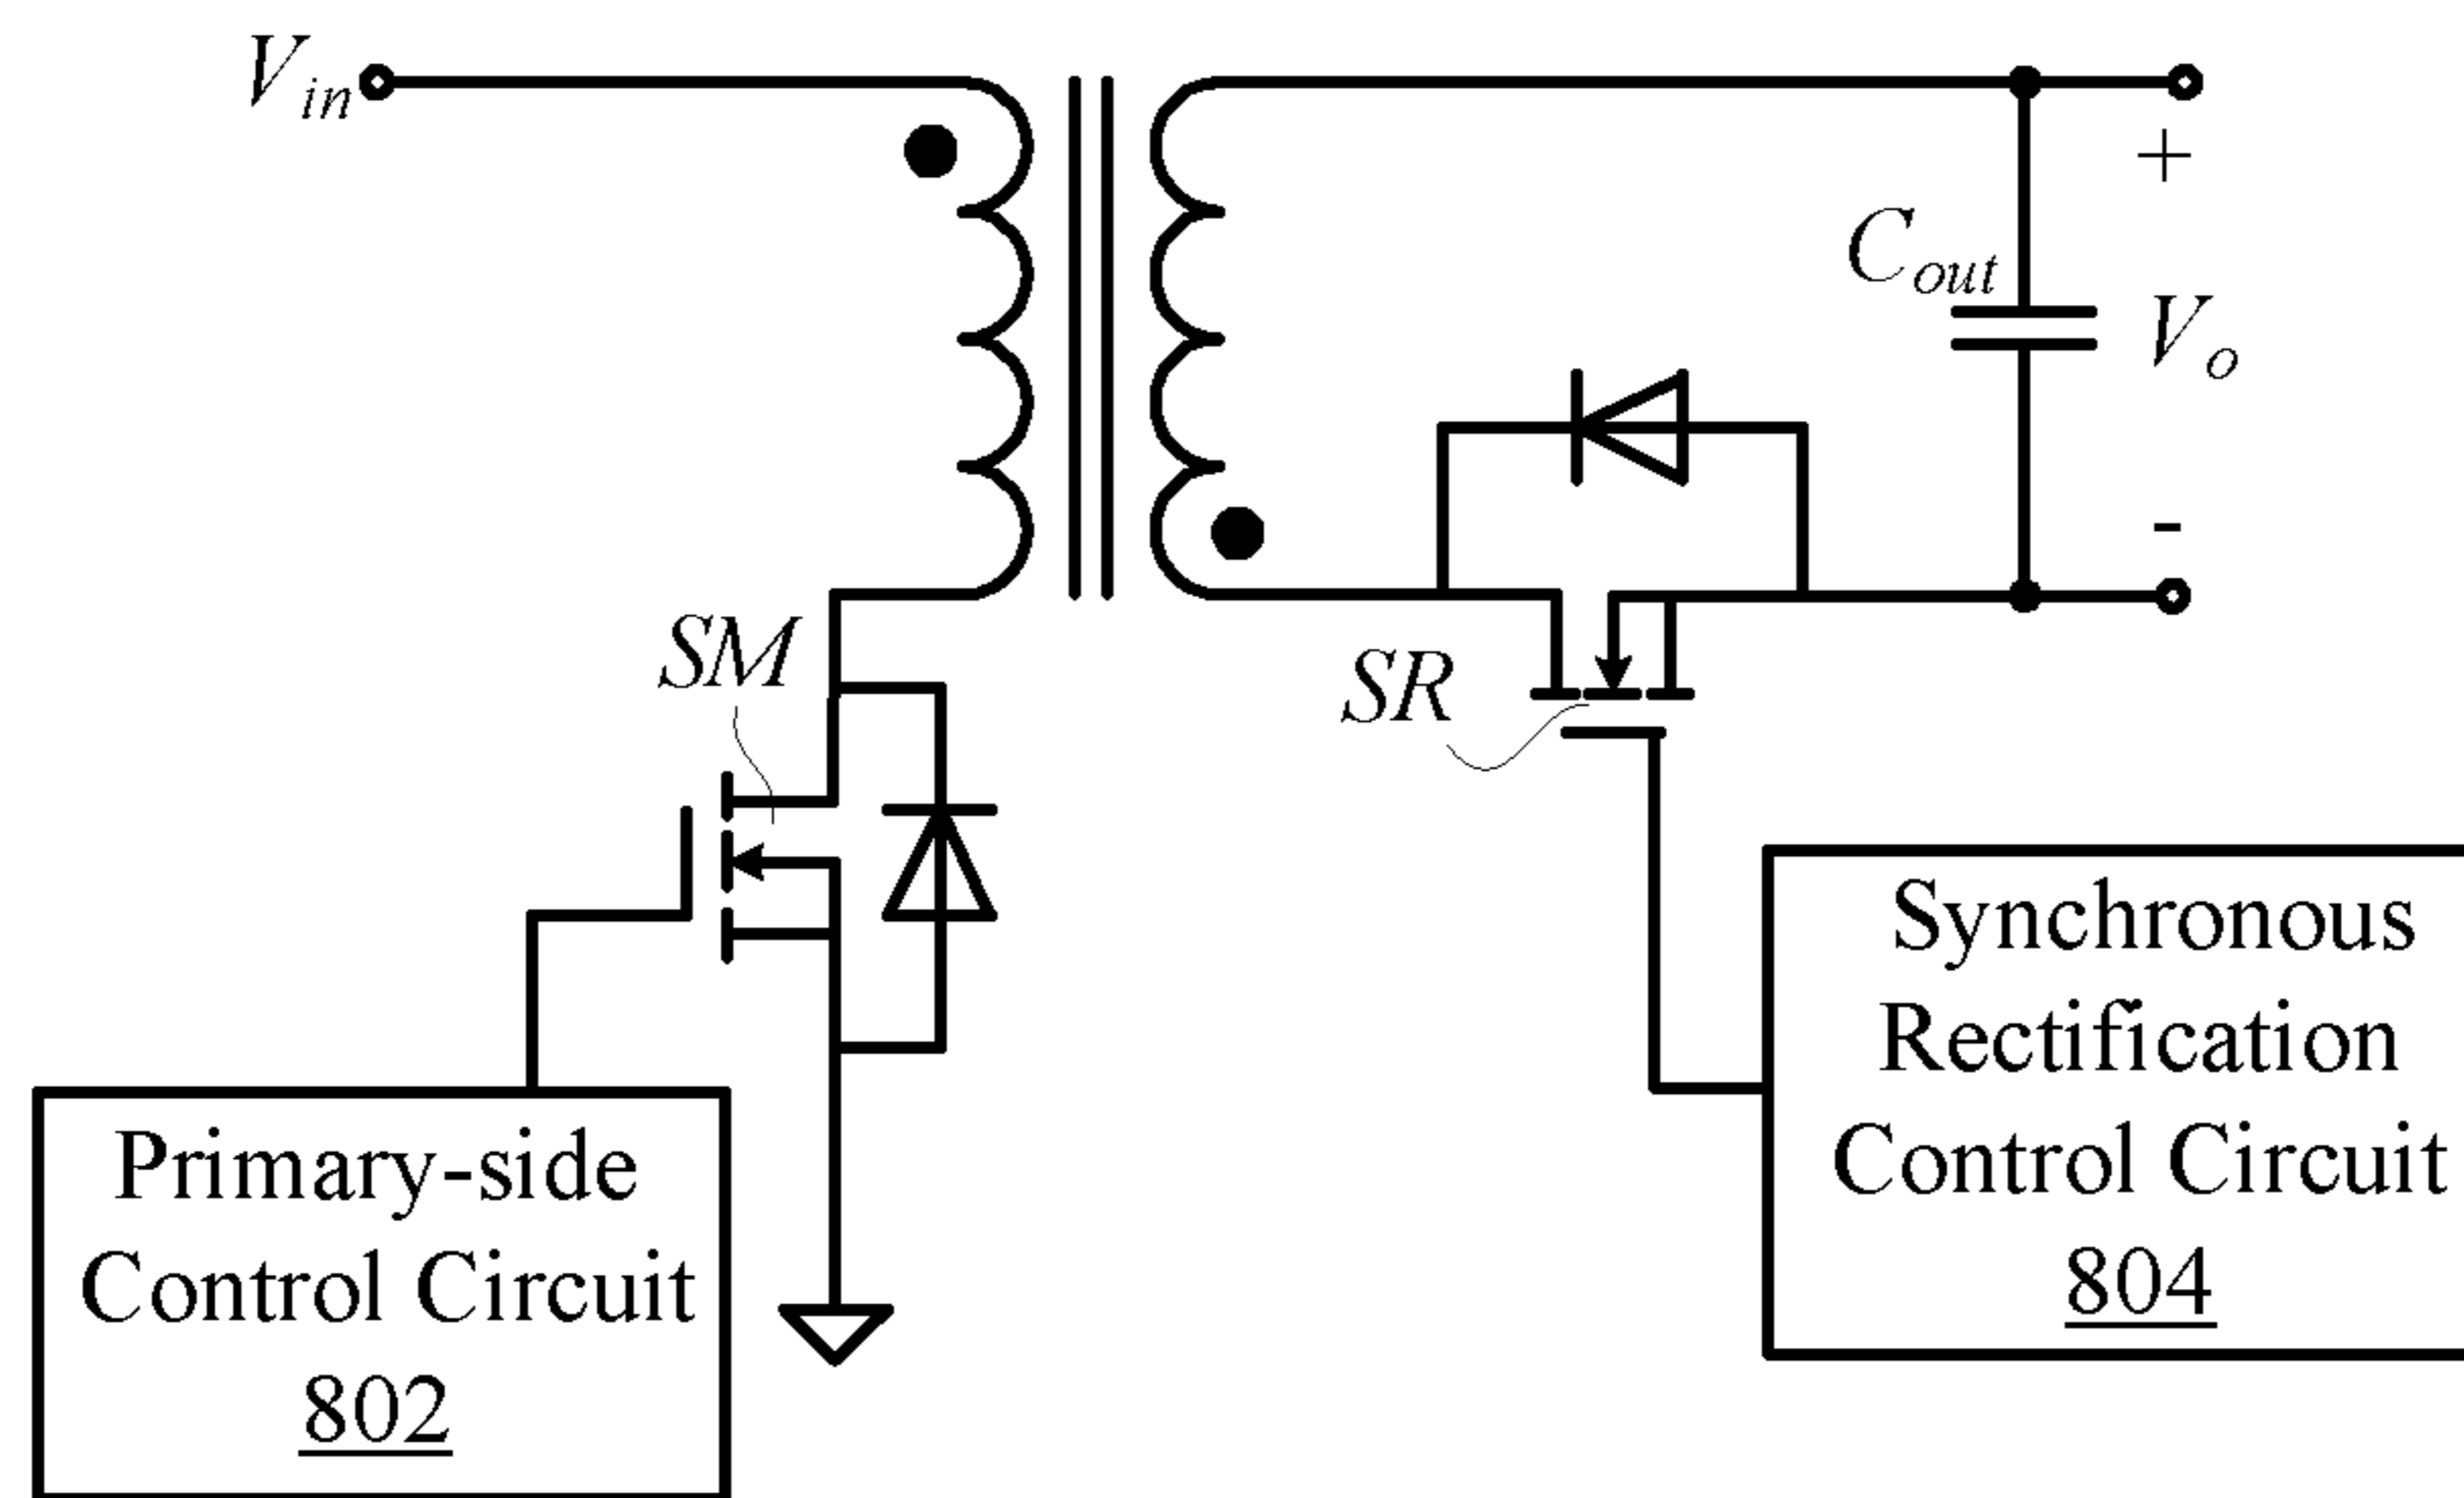 Vin
+
Cout
Vo
-
SM
SR
Synchronous
Rectification
Control Circuit
804
Primary-side
Control Circuit
802